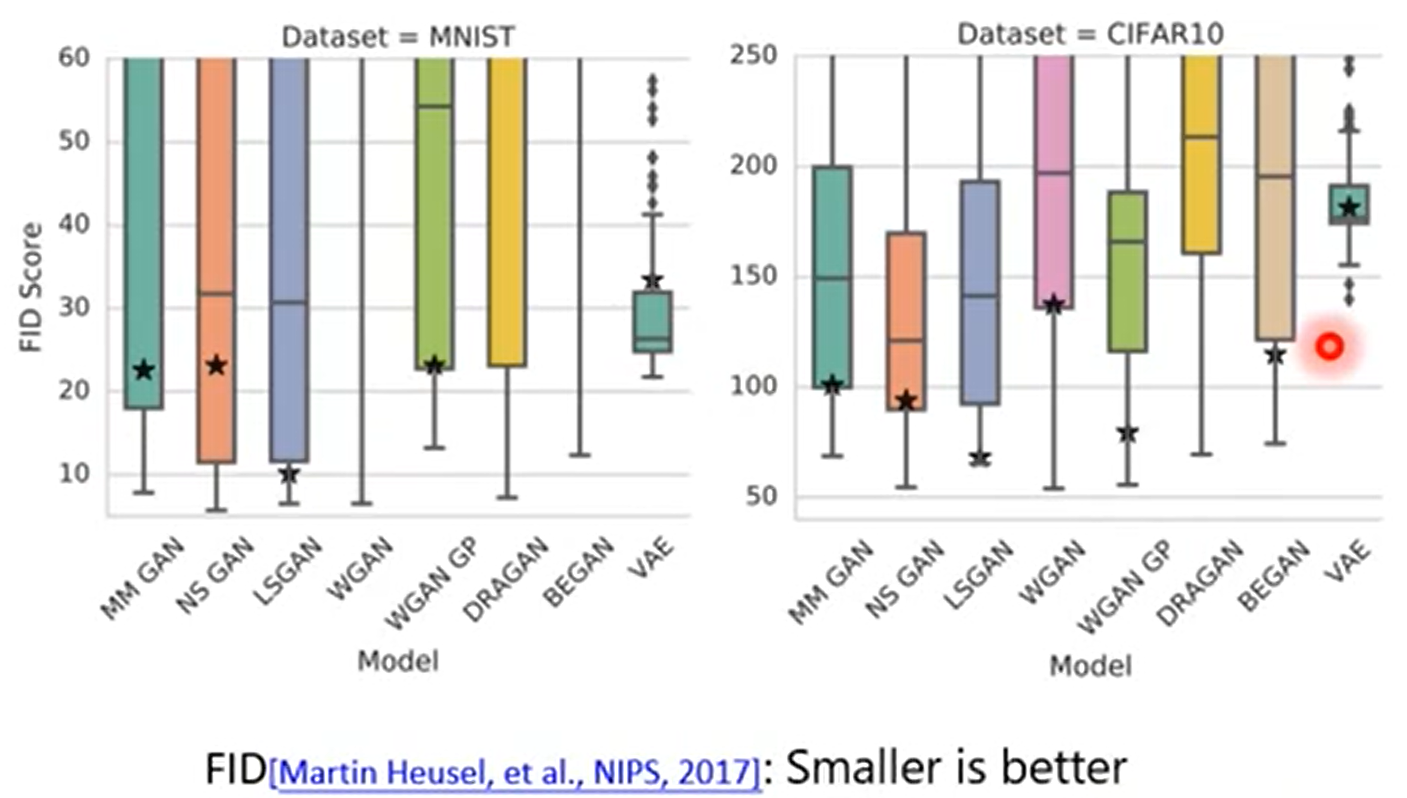 Dataset = MNIST
60
50
40
30
20
10
FID Score
MM GAN
NS GAN
LSGAN
WGAN
WGAN GP
DRAGAN
BEGAN
VAE
Model
Dataset = CIFAR10
250
200
150
100
50
MM GAN
NS GAN
LSGAN
WGAN
WGAN GP
DRAGAN
BEGAN
VAE
Model
FID[Martin Heusel, et al., NIPS, 2017]: Smaller is better